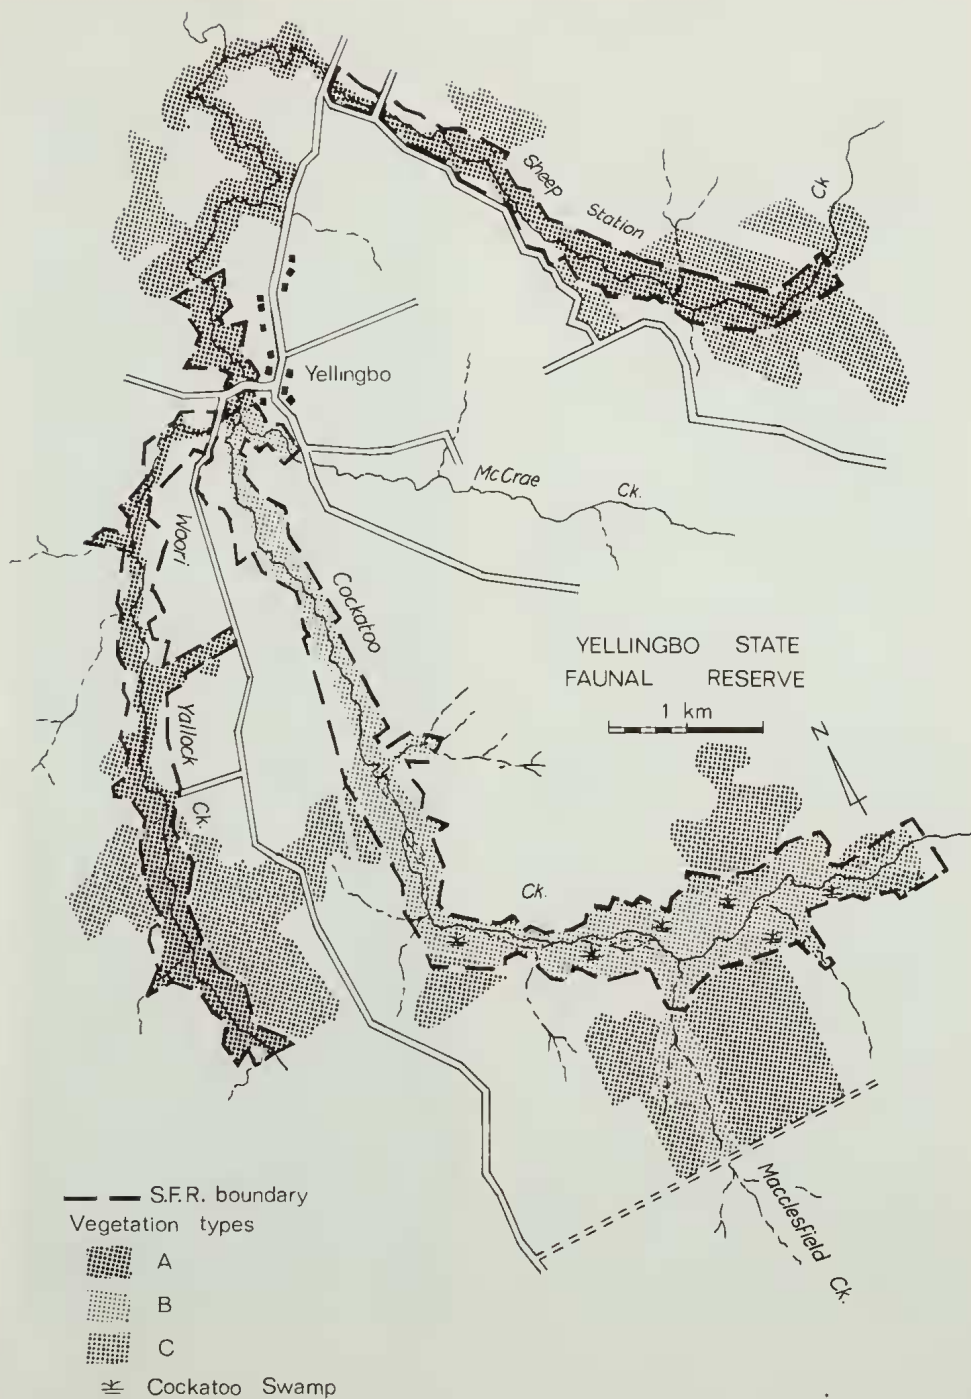 Sheep
Station
Ck
Yellingbo
McCrae
Ck.
Woori
Yallock
Ck.
Cockatoo
Ck.
YELLINGBO STATE
FAUNAL RESERVE
1 km
N
Macclesfield
Ck.
S.F.R. boundary
Vegetation types
A
B
C
Cockatoo Swamp